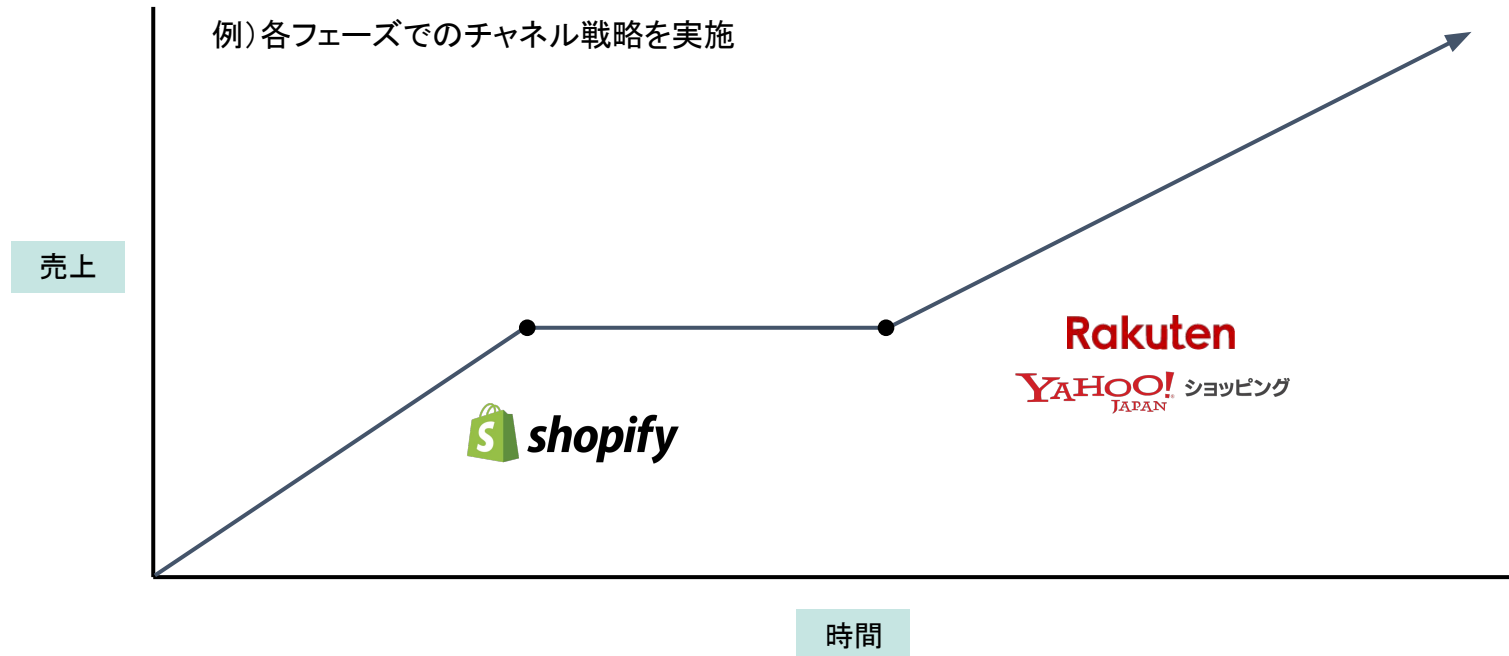 例）各フェーズでのチャネル戦略を実施
売上
Rakuten
YAHOO! ショッピング
JAPAN
S shopify
時間